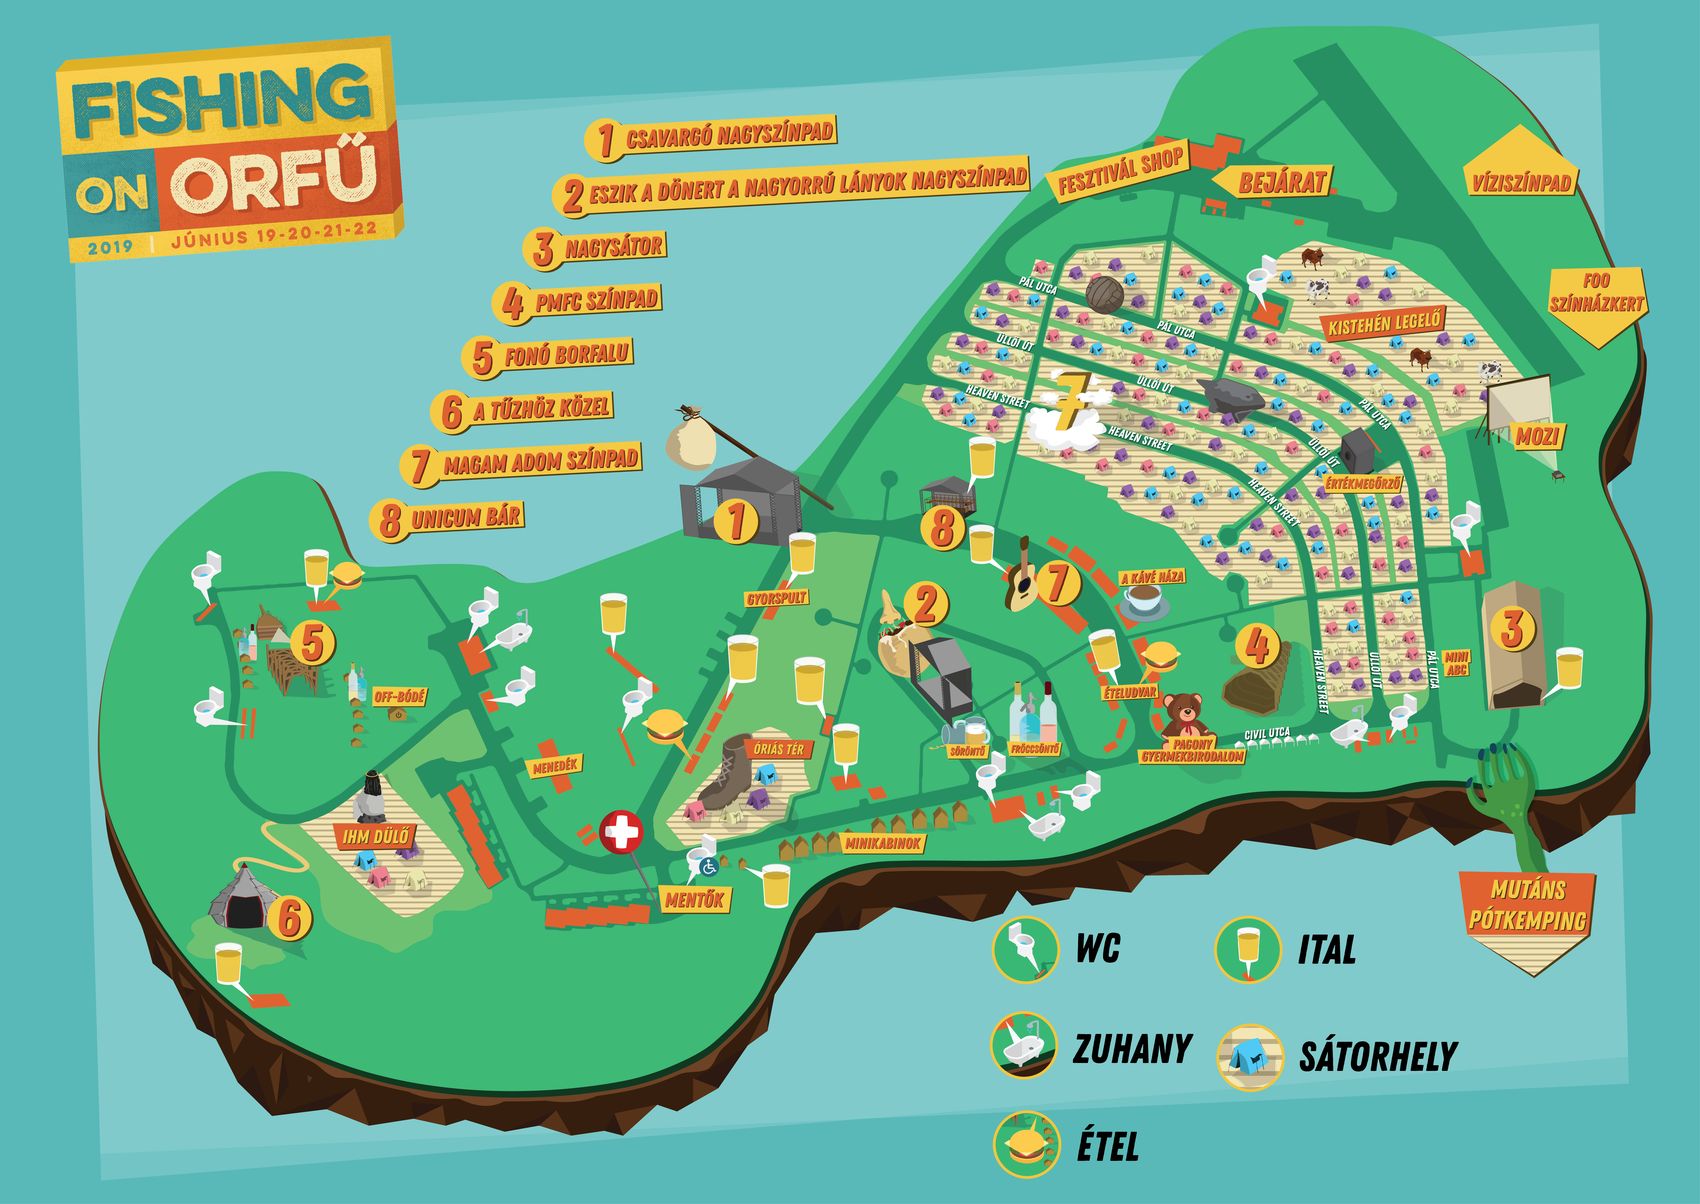 FISHING
ON ORFŰ
2019 | JÚNIUS 19-20-21-22
1 CSAVARGÓ NAGYSZÍNPAD
2 ESZIK A DÖNERT A NAGYORRÚ LÁNYOK NAGYSZÍNPAD
3 NAGYSÁTOR
4 PMFC SZÍNPAD
5 FONÓ BORFALU
6 A TŰZHÖZ KÖZEL
7 MAGAM ADOM SZÍNPAD
8 UNICUM BÁR
FESZTIVÁL SHOP
BEJÁRAT
VÍZISZÍNPAD
FOO
SZÍNHÁZKERT
KISTEHÉN LEGELŐ
PÁL UTCA
PÁL UTCA
ÜLLŐI ÚT
ÜLLŐI ÚT
PÁL UTCA
HEAVEN STREET
7
HEAVEN STREET
ÜLLŐI ÚT
MOZI
ÉRTÉKMEGŐRZŐ
HEAVEN STREET
1
8
7
A KÁVÉ HÁZA
GYORSPULT
2
4
3
5
HEAVEN STREET
ÜLLŐI ÚT
PÁL UTCA
MINI
ABC
OFF-BÓDÉ
ÉTELUDVAR
ÓRIÁS TÉR
SÖRÖNTŐ
FRÖCCSÖNTŐ
PAGONY
GYERMEKBIRODALOM
CIVIL UTCA
MENEDÉK
IHM DŰLŐ
MINIKABINOK
6
MENTŐK
MUTÁNS
PÓTKEMPING
WC
ITAL
ZUHANY
SÁTORHELY
ÉTEL